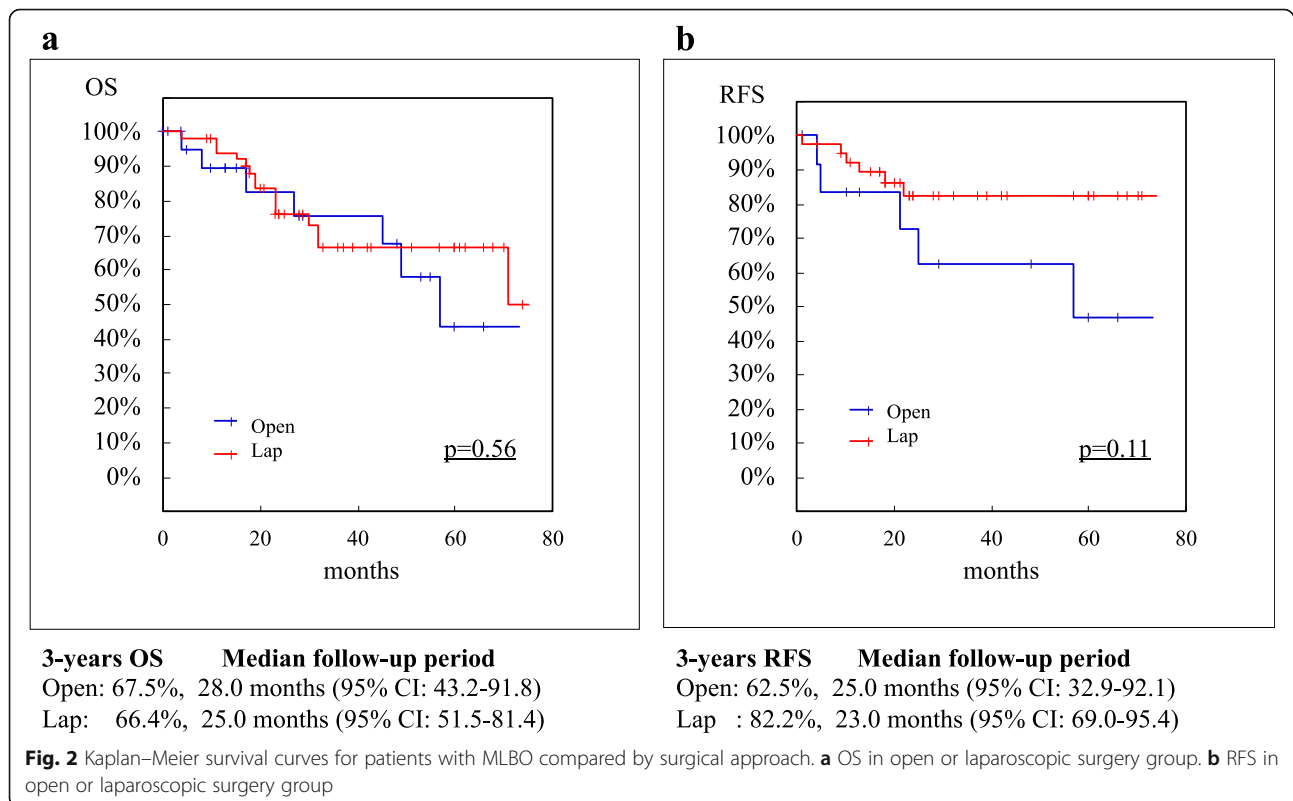 a
OS
100%
90%
80%
70%
60%
50%
40%
30%
20%
10%
0%
Open
Lap
p=0.56
0 20 40 60 80
months
3-years OS Median follow-up period
Open: 67.5%, 28.0 months (95% CI: 43.2-91.8)
Lap: 66.4%, 25.0 months (95% CI: 51.5-81.4)
b
RFS
100%
90%
80%
70%
60%
50%
40%
30%
20%
10%
0%
Open
Lap
p=0.11
0 20 40 60 80
months
3-years RFS Median follow-up period
Open: 62.5%, 25.0 months (95% CI: 32.9-92.1)
Lap : 82.2%, 23.0 months (95% CI: 69.0-95.4)
Fig. 2 Kaplan–Meier survival curves for patients with MLBO compared by surgical approach. a OS in open or laparoscopic surgery group. b RFS in
open or laparoscopic surgery group